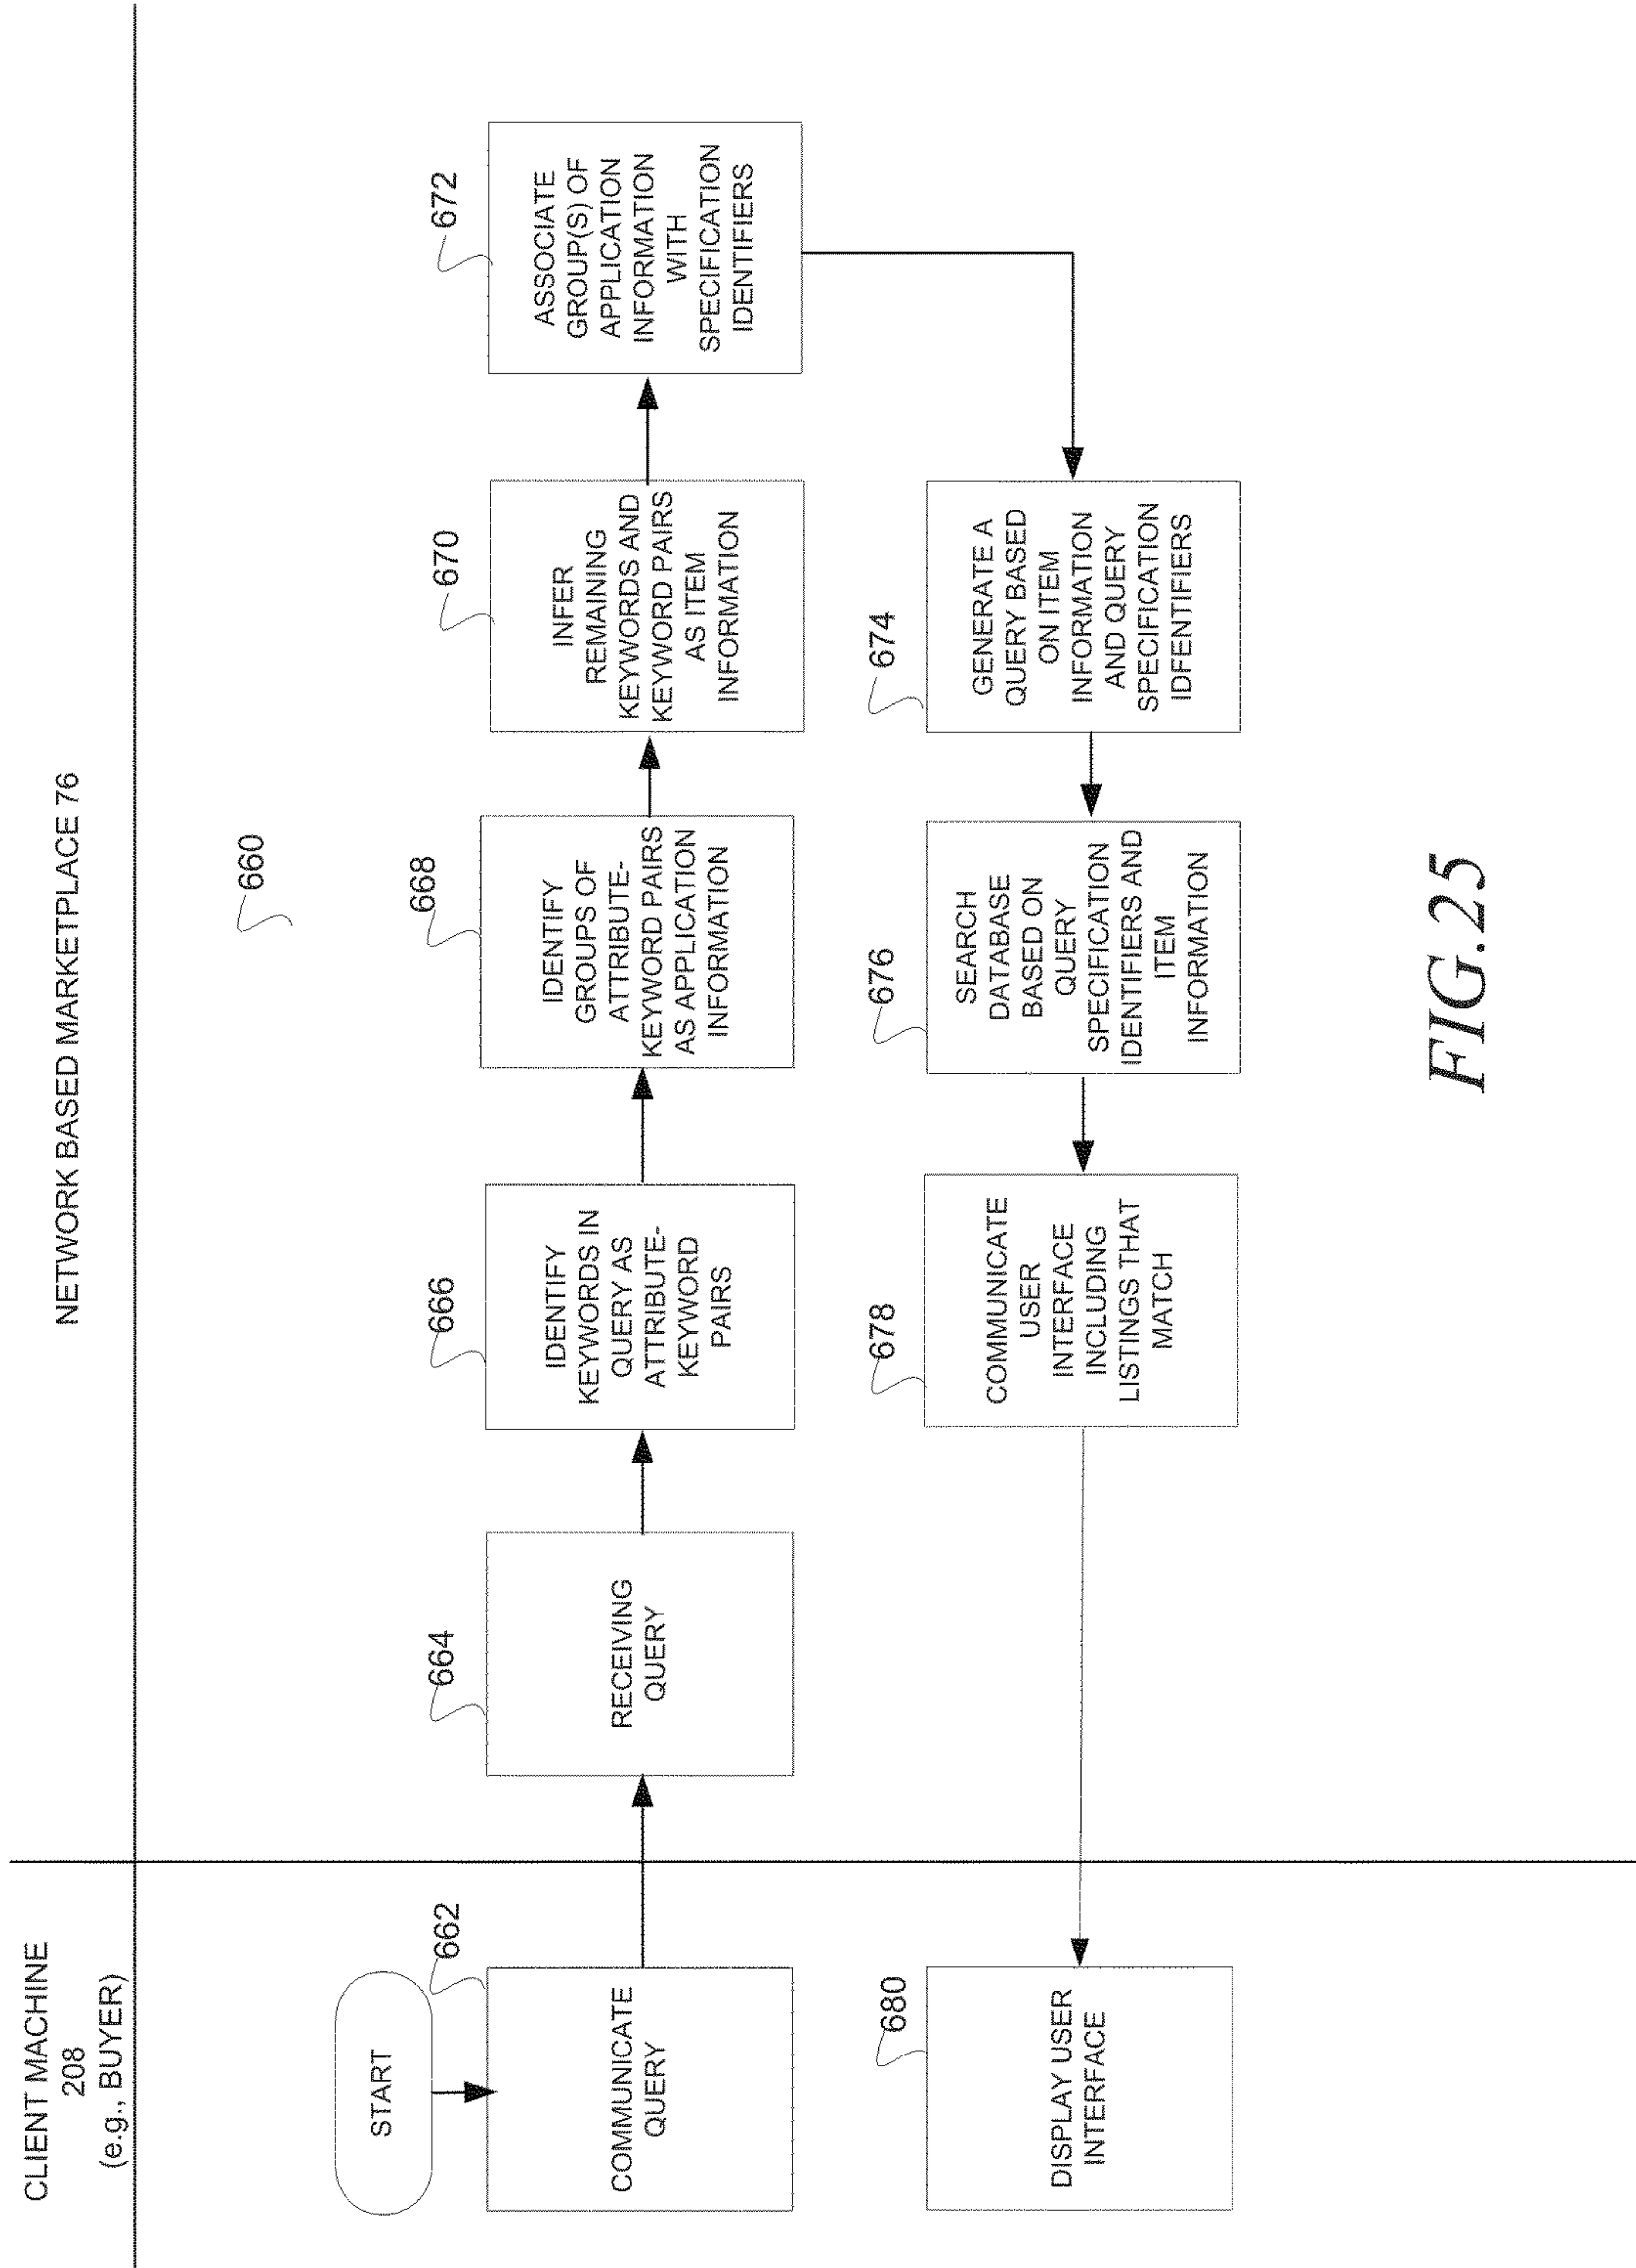 CLIENT MACHINE
208
(e.g., BUYER)
NETWORK BASED MARKETPLACE 76
660
START
662
COMMUNICATE
QUERY
664
RECEIVING
QUERY
666
IDENTIFY
KEYWORDS IN
QUERY AS
ATTRIBUTE-
KEYWORD
PAIRS
668
IDENTIFY
GROUPS OF
ATTRIBUTE-
KEYWORD PAIRS
AS APPLICATION
INFORMATION
670
INFER
REMAINING
KEYWORDS AND
KEYWORD PAIRS
AS ITEM
INFORMATION
672
ASSOCIATE
GROUP(S) OF
APPLICATION
INFORMATION
WITH
SPECIFICATION
IDENTIFIERS
674
GENERATE A
QUERY BASED
ON ITEM
INFORMATION
AND QUERY
SPECIFICATION
IDFENTIFIERS
676
SEARCH
DATABASE
BASED ON
QUERY
SPECIFICATION
IDENTIFIERS AND
ITEM
INFORMATION
678
COMMUNICATE
USER
INTERFACE
INCLUDING
LISTINGS THAT
MATCH
680
DISPLAY USER
INTERFACE
FIG.25